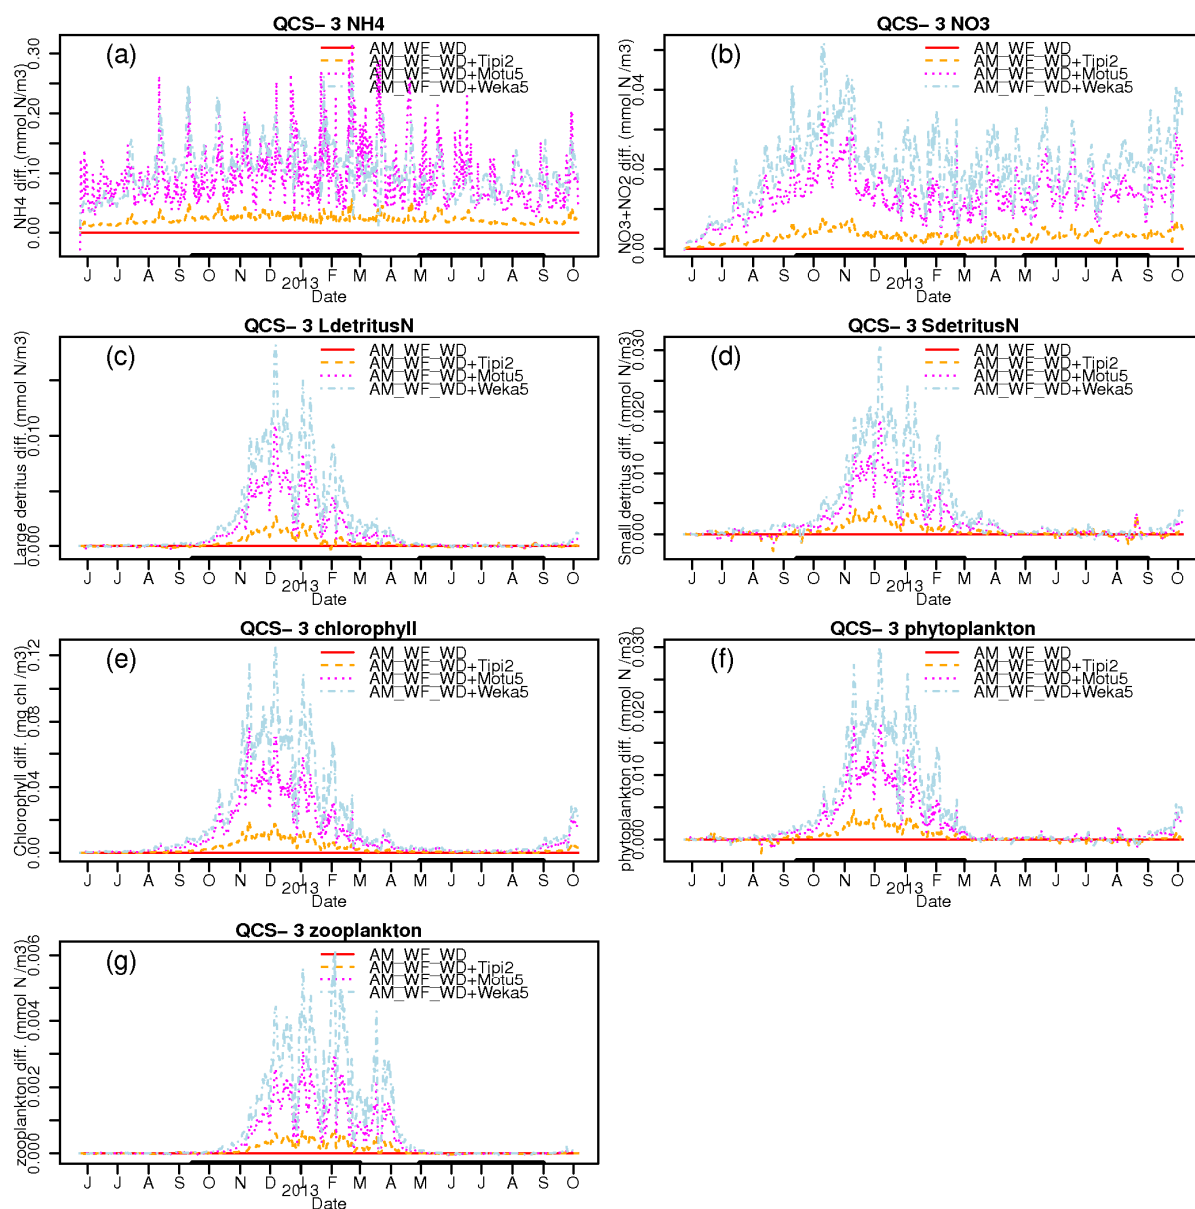 QCS− 3 NH4
(a)
AM_WF_WD
AM_WF_WD+Tipi2
AM_WF_WD+Motu5
AM_WF_WD+Weka5
NH4 diff. (mmol N/m3)
0.00 0.10 0.20 0.30
J J A S O N D J F M A M J J A S O
2013
Date
QCS− 3 NO3
(b)
AM_WF_WD
AM_WF_WD+Tipi2
AM_WF_WD+Motu5
AM_WF_WD+Weka5
NO3+NO2 diff. (mmol N /m3)
0.00 0.02 0.04
J J A S O N D J F M A M J J A S O
2013
Date
QCS− 3 LdetritusN
(c)
AM_WF_WD
AM_WF_WD+Tipi2
AM_WF_WD+Motu5
AM_WF_WD+Weka5
Large detritus diff. (mmol N/m3)
0.000 0.010
J J A S O N D J F M A M J J A S O
2013
Date
QCS− 3 SdetritusN
(d)
AM_WF_WD
AM_WF_WD+Tipi2
AM_WF_WD+Motu5
AM_WF_WD+Weka5
Small detritus diff. (mmol N/m3)
0.000 0.010 0.020 0.030
J J A S O N D J F M A M J J A S O
2013
Date
QCS− 3 chlorophyll
(e)
AM_WF_WD
AM_WF_WD+Tipi2
AM_WF_WD+Motu5
AM_WF_WD+Weka5
Chlorophyll diff. (mg chl /m3)
0.00 0.04 0.08 0.12
J J A S O N D J F M A M J J A S O
2013
Date
QCS− 3 phytoplankton
(f)
AM_WF_WD
AM_WF_WD+Tipi2
AM_WF_WD+Motu5
AM_WF_WD+Weka5
phytoplankton diff. (mmol N /m3)
0.000 0.010 0.020 0.030
J J A S O N D J F M A M J J A S O
2013
Date
QCS− 3 zooplankton
(g)
AM_WF_WD
AM_WF_WD+Tipi2
AM_WF_WD+Motu5
AM_WF_WD+Weka5
zooplankton diff. (mmol N /m3)
0.000 0.002 0.004 0.006
J J A S O N D J F M A M J J A S O
2013
Date